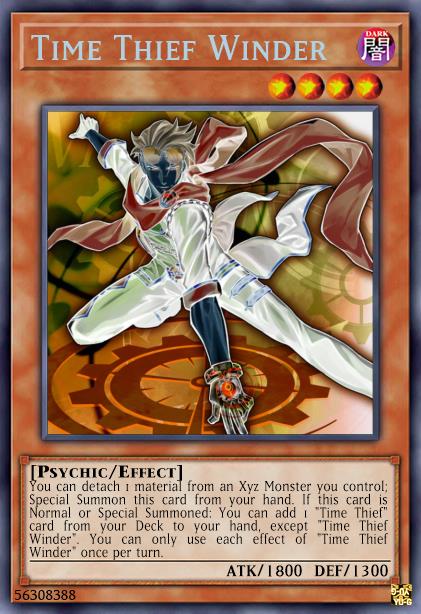 TIME THIEF WINDER
DARK
闇
[PSYCHIC/EFFECT]
You can detach 1 material from an Xyz Monster you control;
Special Summon this card from your hand. If this card is
Normal or Special Summoned: You can add 1 "Time Thief"
card from your Deck to your hand, except "Time Thief
Winder". You can only use each effect of "Time Thief
Winder" once per turn.
ATK/1800 DEF/1300
56308388